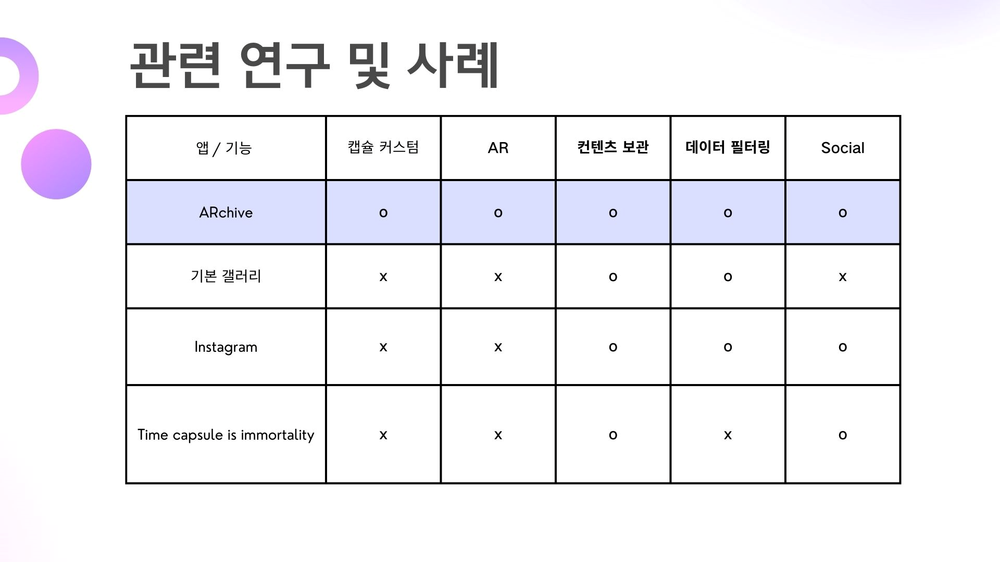 관련 연구 및 사례
앱 / 기능 캡슐 커스텀 AR 컨텐츠 보관 데이터 필터링 Social
ARchive o o o o o
기본 갤러리 x x o o x
Instagram x x o o o
Time capsule is immortality x x o x o